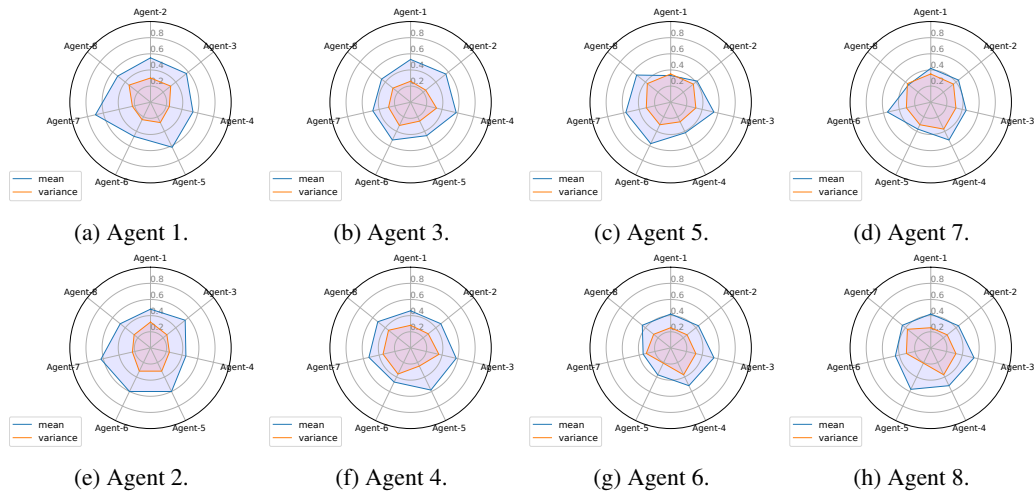 Agent-2
0.8
Agent-8 0.6 Agent-3
0.4
0.2
Agent-7 Agent-4
Agent-6 Agent-5
mean
variance
(a) Agent 1.
Agent-1
0.8
Agent-8 0.6 Agent-2
0.4
0.2
Agent-7 Agent-4
Agent-6 Agent-5
mean
variance
(b) Agent 3.
Agent-1
0.8
Agent-8 0.6 Agent-2
0.4
0.2
Agent-7 Agent-3
Agent-6 Agent-4
mean
variance
(c) Agent 5.
Agent-1
0.8
Agent-8 0.6 Agent-2
0.4
0.2
Agent-6 Agent-3
Agent-5 Agent-4
mean
variance
(d) Agent 7.
Agent-1
0.8
Agent-8 0.6 Agent-3
0.4
0.2
Agent-7 Agent-4
Agent-6 Agent-5
mean
variance
(e) Agent 2.
Agent-1
0.8
Agent-8 0.6 Agent-2
0.4
0.2
Agent-7 Agent-3
Agent-6 Agent-5
mean
variance
(f) Agent 4.
Agent-1
0.8
Agent-8 0.6 Agent-2
0.4
0.2
Agent-7 Agent-3
Agent-5 Agent-4
mean
variance
(g) Agent 6.
Agent-1
0.8
Agent-7 0.6 Agent-2
0.4
0.2
Agent-6 Agent-3
Agent-5 Agent-4
mean
variance
(h) Agent 8.